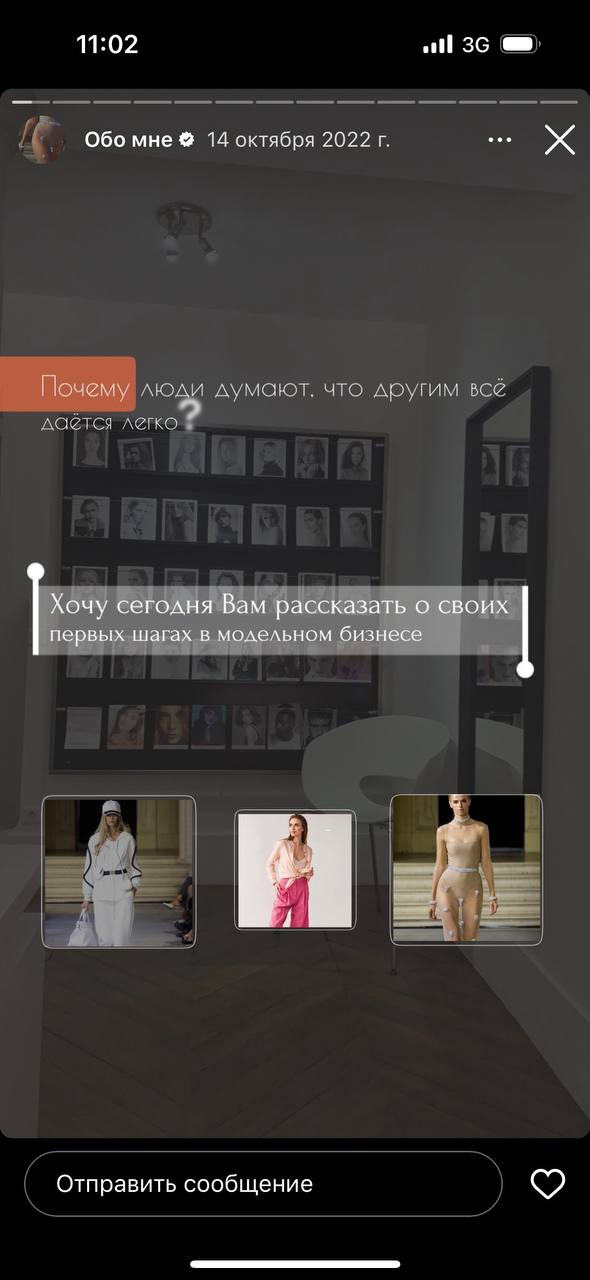 11:02
3G
Обо мне 14 октября 2022 г.
Почему люди думают, что другим всё
даётся легко?
Хочу сегодня Вам рассказать о своих
первых шагах в модельном бизнесе
Отправить сообщение